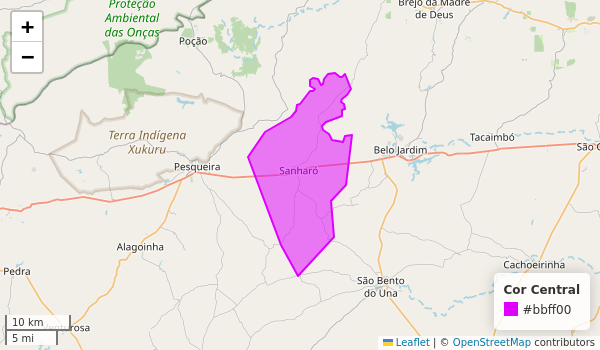 Proteção
Ambiental
das Onças
Brejo da Madre
de Deus
+
−
Poção
Terra Indígena
Xukuru
Tacaimbó
Belo Jardim
São C
Pesqueira
Sanharó
Alagoinha
Pedra
Cachoeirinha
São Bento
do Una
Cor Central
#bbff00
10 km
5 mi
urosa
Leaflet | © OpenStreetMap contributors